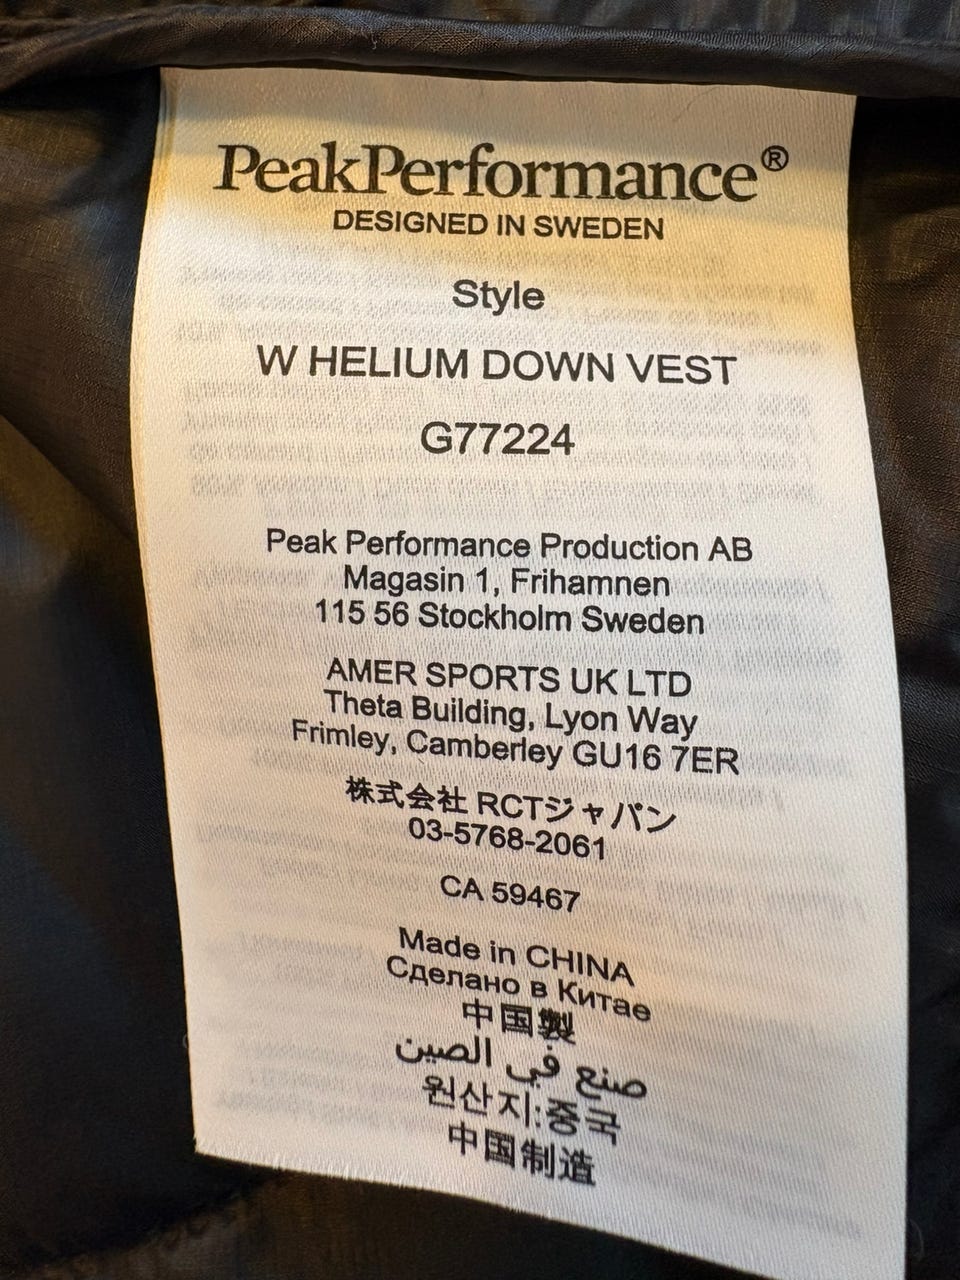 PeakPerformance®
DESIGNED IN SWEDEN
Style
W HELIUM DOWN VEST
G77224
Peak Performance Production AB
Magasin 1, Frihamnen
115 56 Stockholm Sweden
AMER SPORTS UK LTD
Theta Building, Lyon Way
Frimley, Camberley GU16 7ER
株式会社 RCTジャパン
03-5768-2061
CA 59467
Made in CHINA
Сделано в Китае
中国製
صنع في الصين
원산지:중국
中国制造